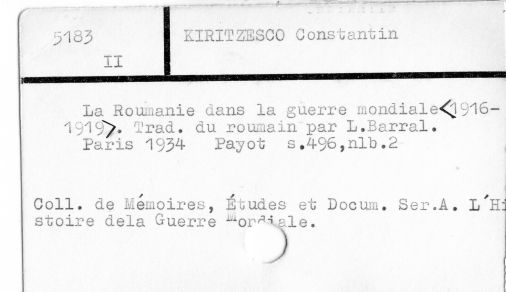 5183 KIRITZESCO Constantin
II
La Roumanie dans la guerre mondiale<1916-
1919>. Trad. du roumain par L.Barral.
Paris 1934 Payot s.496,nlb.2
Coll. de Mémoires, Études et Docum. Ser.A. L'Hi
stoire dela Guerre Mordiale.